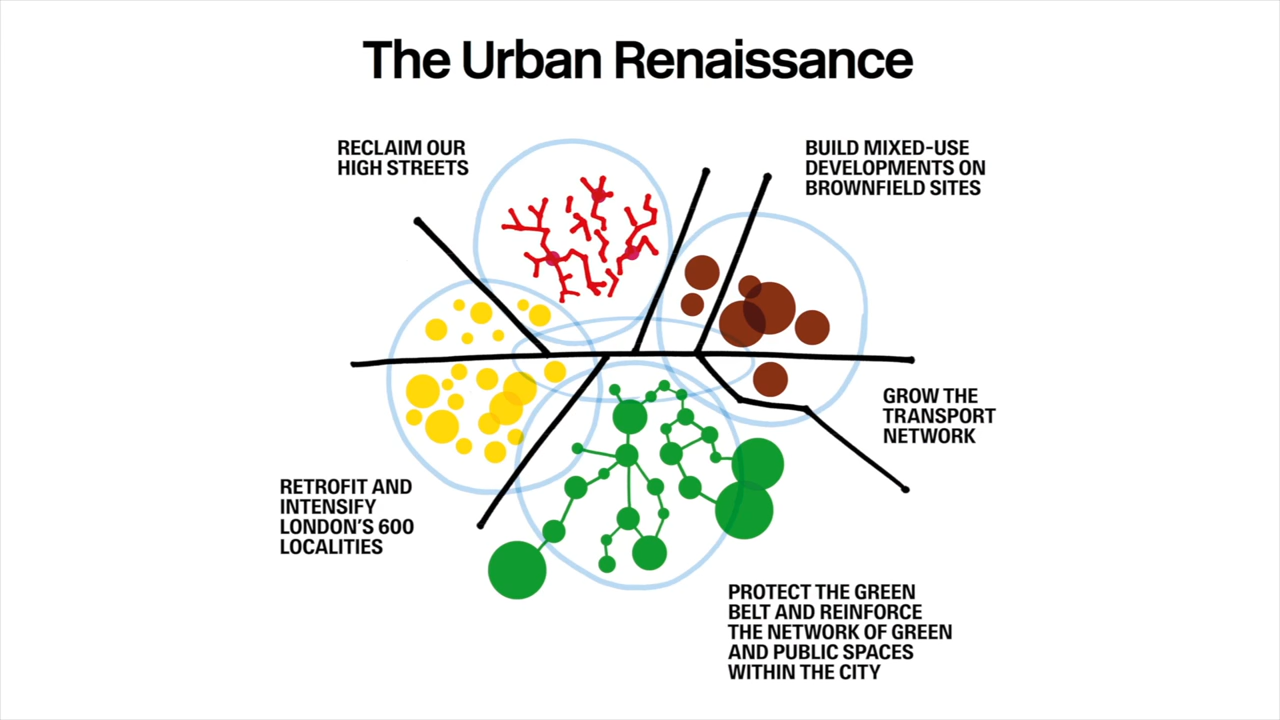 The Urban Renaissance
RECLAIM OUR
HIGH STREETS
BUILD MIXED-USE
DEVELOPMENTS ON
BROWNFIELD SITES
GROW THE
TRANSPORT
NETWORK
RETROFIT AND
INTENSIFY
LONDON'S 600
LOCALITIES
PROTECT THE GREEN
BELT AND REINFORCE
THE NETWORK OF GREEN
AND PUBLIC SPACES
WITHIN THE CITY